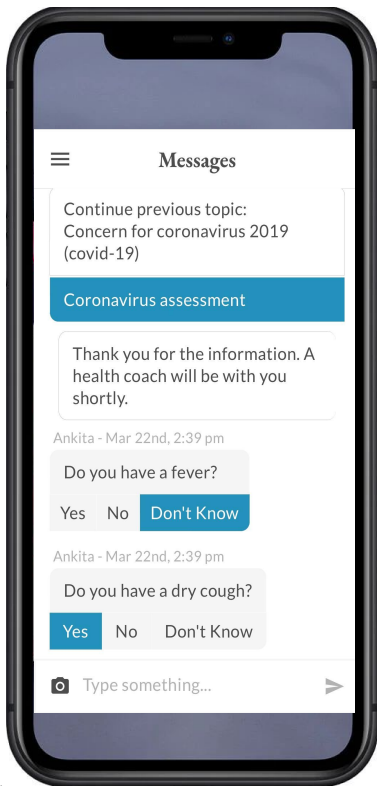 Messages
Continue previous topic:
Concern for coronavirus 2019
(covid-19)
Coronavirus assessment
Thank you for the information. A
health coach will be with you
shortly.
Ankita - Mar 22nd, 2:39 pm
Do you have a fever?
Yes No Don't Know
Ankita - Mar 22nd, 2:39 pm
Do you have a dry cough?
Yes No Don't Know
Type something...